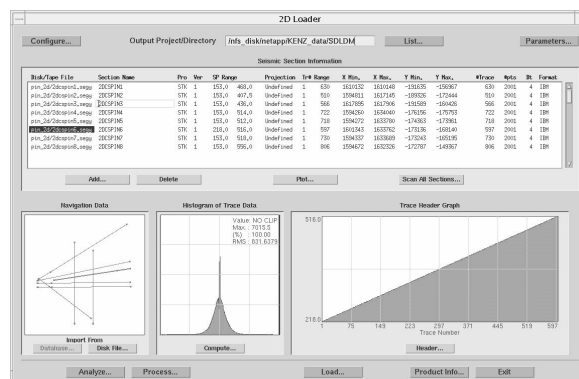 2D Loader
Configure... Output Project/Directory /nfs_disk/netapp/KENZ_data/SDLDM List... Parameters...
Seismic Section Information
Disk/Tape File Section Name Pro Ver SP Range Projection Tr# Range X Min. X Max. Y Min. Y Max. #Trace #pts Bt Format
pin_2d/2dcspin1.segy 2DCSPIN1 STK 1 153.0 468.0 Undefined 1 630 1610132 1610148 -191635 -156967 630 2001 4 IBM
pin_2d/2dcspin2.segy 2DCSPIN2 STK 1 153.0 407.5 Undefined 1 510 1594811 1617145 -189326 -172444 510 2001 4 IBM
pin_2d/2dcspin3.segy 2DCSPIN3 STK 1 153.0 436.0 Undefined 1 566 1617895 1617906 -191589 -160426 566 2001 4 IBM
pin_2d/2dcspin4.segy 2DCSPIN4 STK 1 153.0 514.0 Undefined 1 722 1594260 1634040 -176156 -175753 722 2001 4 IBM
pin_2d/2dcspin5.segy 2DCSPIN5 STK 1 153.0 512.0 Undefined 1 718 1594272 1633780 -174363 -173961 718 2001 4 IBM
pin_2d/2dcspin6.segy 2DCSPIN6 STK 1 218.0 516.0 Undefined 1 597 1601343 1633762 -173136 -168140 597 2001 4 IBM
pin_2d/2dcspin7.segy 2DCSPIN7 STK 1 153.0 518.0 Undefined 1 730 1594337 1633689 -173243 -165195 730 2001 4 IBM
pin_2d/2dcspin8.segy 2DCSPIN8 STK 1 153.0 556.0 Undefined 1 806 1594672 1632326 -172787 -149367 806 2001 4 IBM
Add... Delete Plot... Scan All Sections...
Navigation Data
Import From
Database... Disk File...
Histogram of Trace Data
Value: NO CLIP
Max. : 7015.5
(%) : 100.00
RMS : 631.6379
Compute...
Trace Header Graph
516.0
218.0
1 75 149 223 297 371 445 519 597
Trace Number
Header...
Analyze... Process... Load... Product Info... Exit